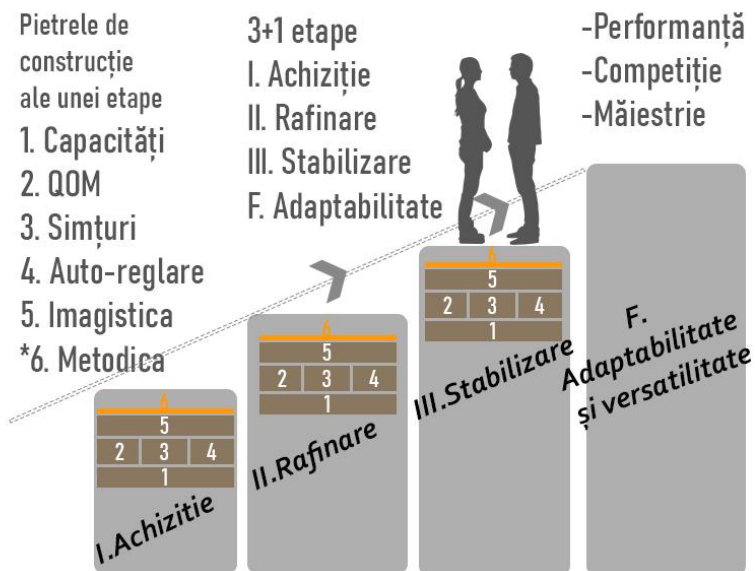 Pietrele de
construcție
ale unei etape
1. Capacități
2. QOM
3. Simțuri
4. Auto-reglare
5. Imagistica
*6. Metodica
3+1 etape
I. Achiziție
II. Rafinare
III. Stabilizare
F. Adaptabilitate
-Performanță
-Competiție
-Măiestrie
6
5
2 3 4
1
I.Achizitie
6
5
2 3 4
1
II.Rafinare
6
5
2 3 4
1
III.Stabilizare
F.
Adaptabilitate
și versatilitate